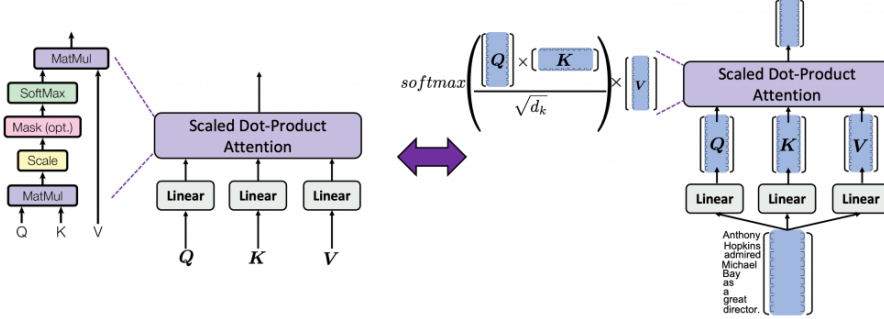 MatMul
SoftMax
Mask (opt.)
Scale
MatMul
Q K V
Scaled Dot-Product
Attention
Linear Linear Linear
Q K V
softmax
Q × K
√d_k
× V
Scaled Dot-Product
Attention
Q K V
Linear Linear Linear
Anthony
Hopkins
admired
Michael
Bay
as
a
great
director.